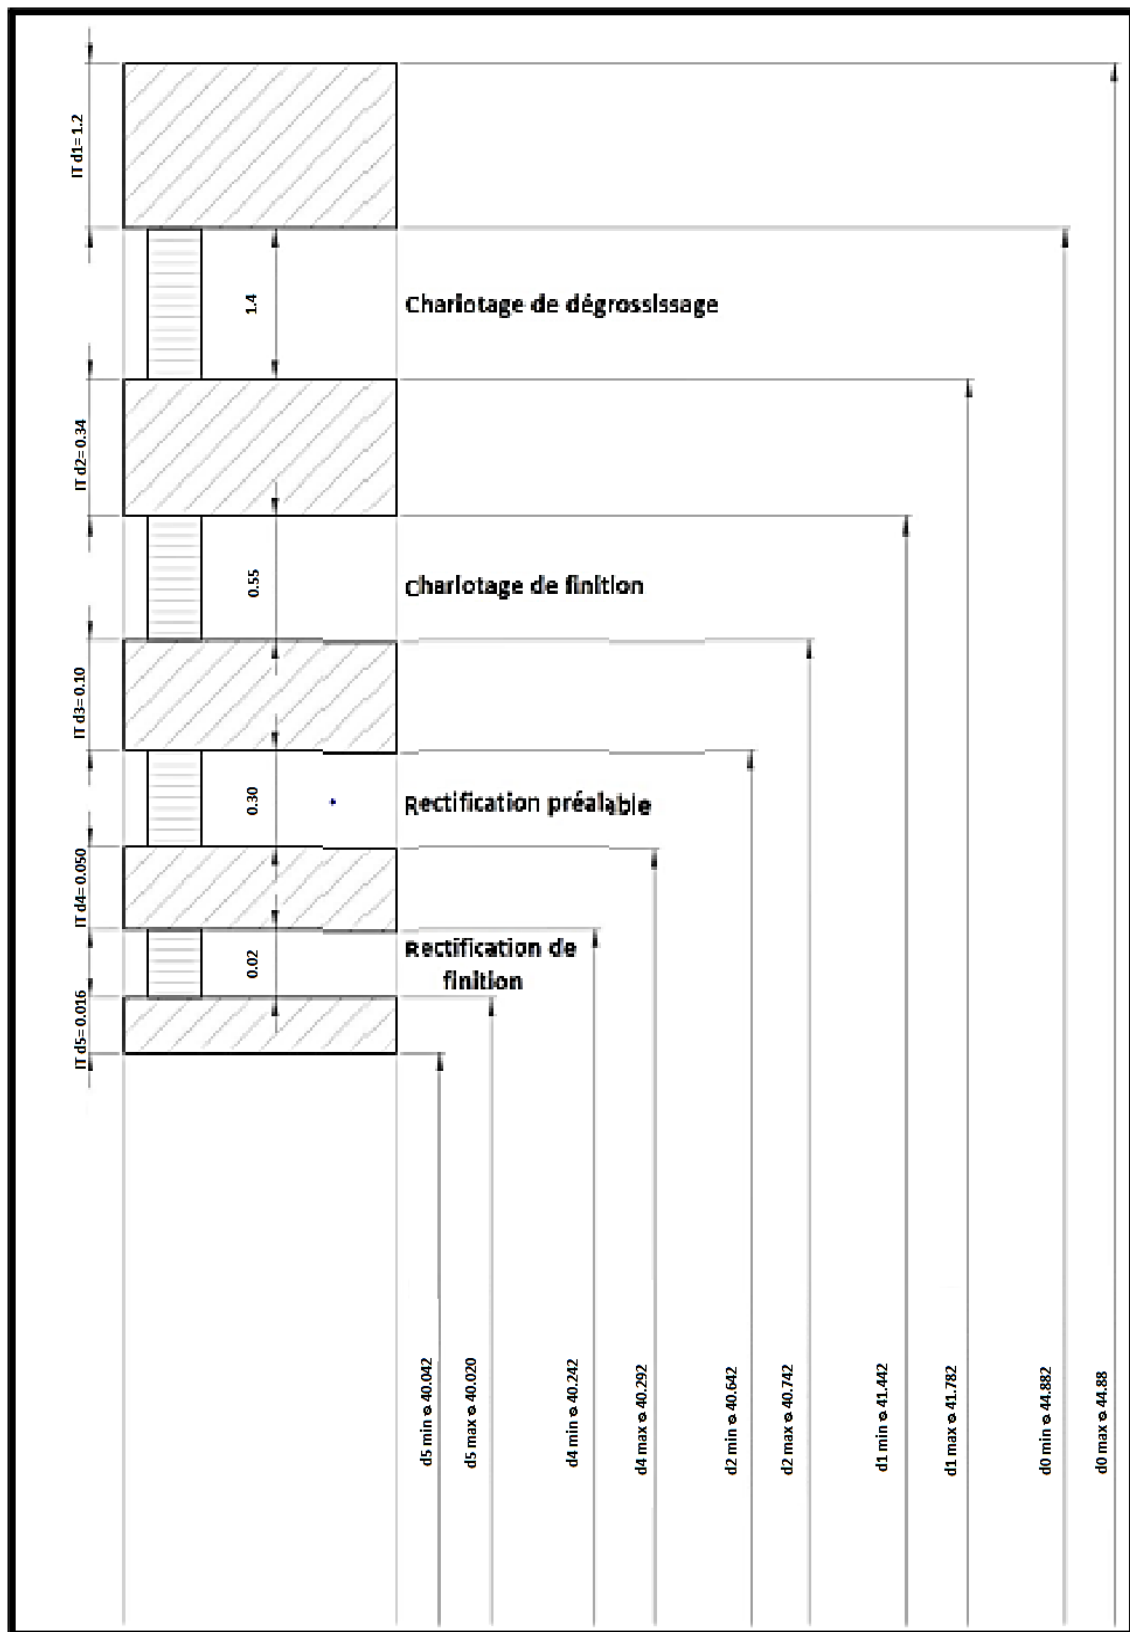 IT d1= 1.2
1.4
Chariotage de dégrossissage
IT d2= 0.34
0.55
Chariotage de finition
IT d3= 0.10
0.30
Rectification préalable
IT d4= 0.050
0.02
Rectification de
finition
IT d5= 0.016
d5 min ⌀ 40.042
d5 max ⌀ 40.020
d4 min ⌀ 40.242
d4 max ⌀ 40.292
d2 min ⌀ 40.642
d2 max ⌀ 40.742
d1 min ⌀ 41.442
d1 max ⌀ 41.782
d0 min ⌀ 44.882
d0 max ⌀ 44.88